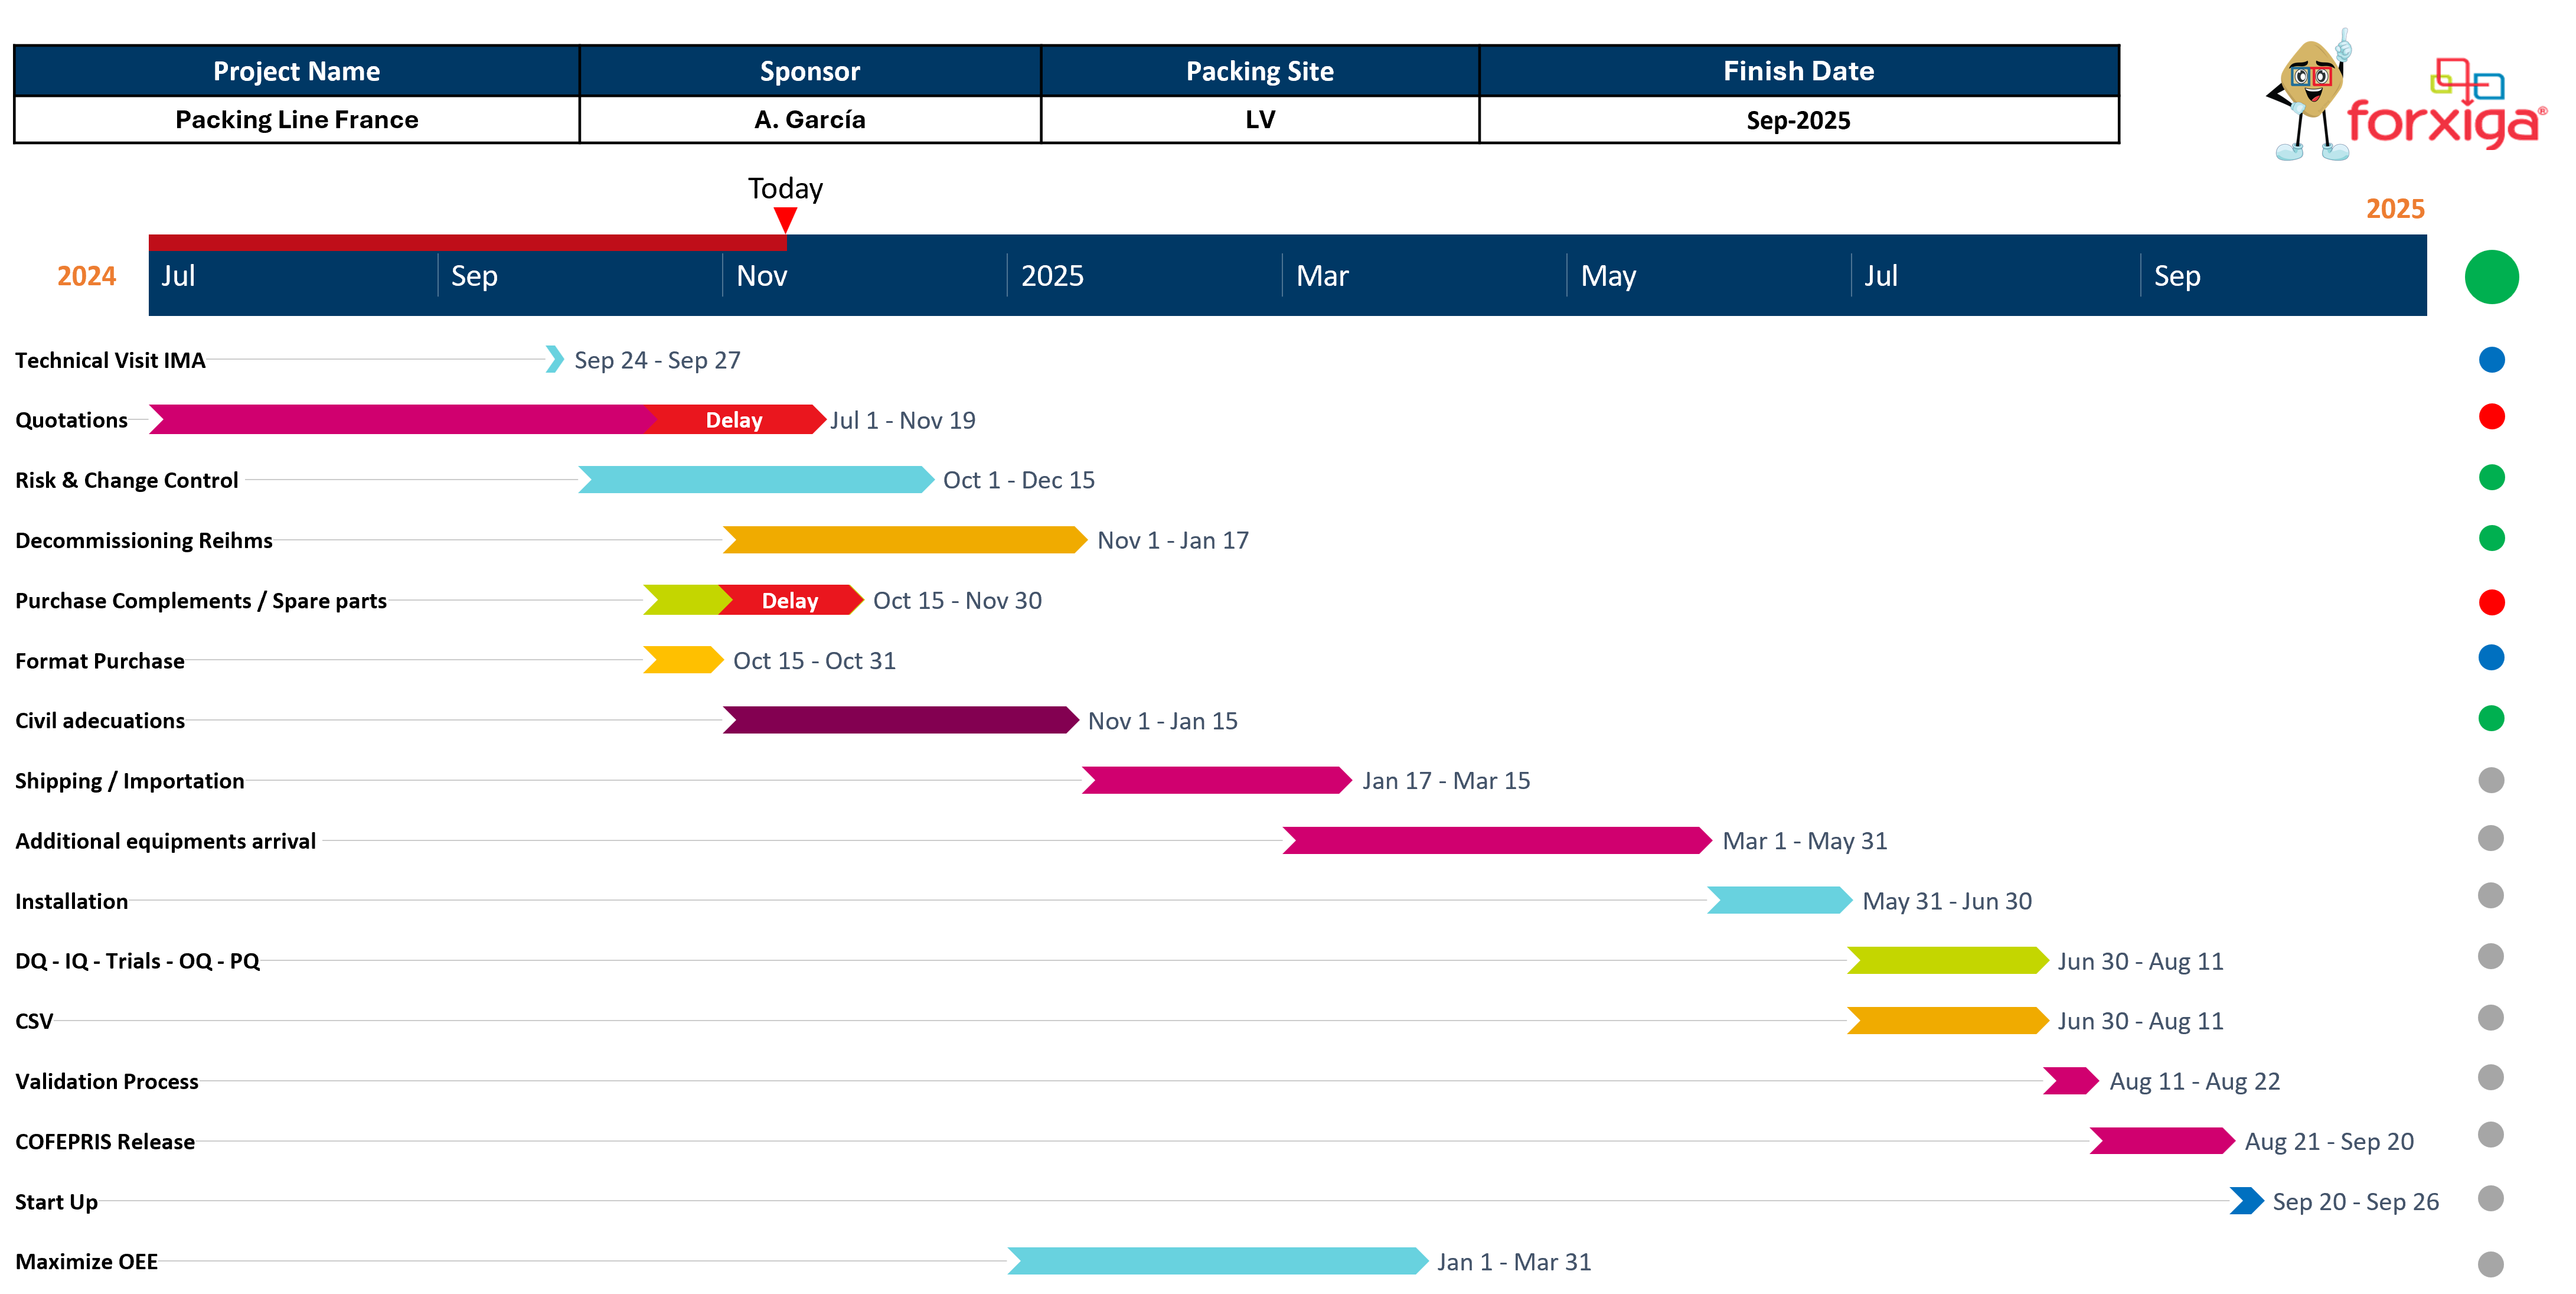 Project Name Sponsor Packing Site Finish Date
Packing Line France A. García LV Sep-2025
forxiga®
Today
2025
2024 Jul Sep Nov 2025 Mar May Jul Sep
Technical Visit IMA Sep 24 - Sep 27
Quotations Delay Jul 1 - Nov 19
Risk & Change Control Oct 1 - Dec 15
Decommissioning Reihms Nov 1 - Jan 17
Purchase Complements / Spare parts Delay Oct 15 - Nov 30
Format Purchase Oct 15 - Oct 31
Civil adecuations Nov 1 - Jan 15
Shipping / Importation Jan 17 - Mar 15
Additional equipments arrival Mar 1 - May 31
Installation May 31 - Jun 30
DQ - IQ - Trials - OQ - PQ Jun 30 - Aug 11
CSV Jun 30 - Aug 11
Validation Process Aug 11 - Aug 22
COFEPRIS Release Aug 21 - Sep 20
Start Up Sep 20 - Sep 26
Maximize OEE Jan 1 - Mar 31